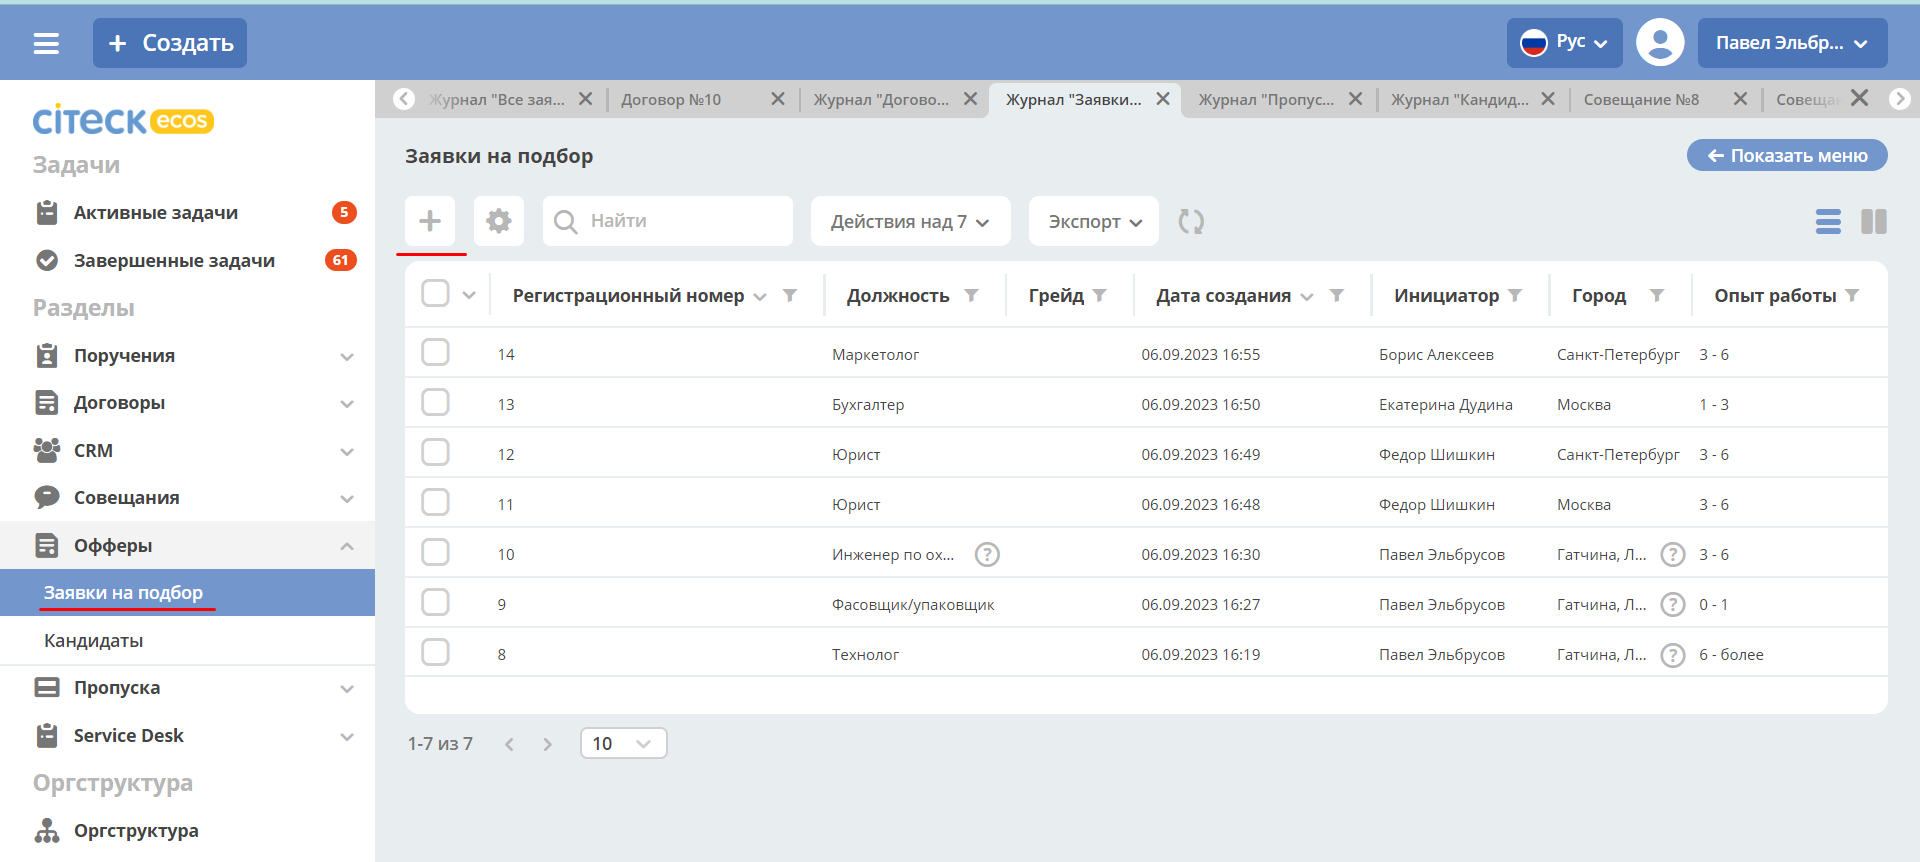 Создать
Рус
Павел Эльбр...
Журнал "Все зая...
Договор №10
Журнал "Догово...
Журнал "Заявки...
Журнал "Пропус...
Журнал "Кандид...
Совещание №8
Совещан
citeck ecos
Задачи
Активные задачи 5
Завершенные задачи 61
Разделы
Поручения
Договоры
CRM
Совещания
Офферы
Заявки на подбор
Кандидаты
Пропуска
Service Desk
Оргструктура
Оргструктура
Заявки на подбор
Показать меню
Найти
Действия над 7
Экспорт
Регистрационный номер Должность Грейд Дата создания Инициатор Город Опыт работы
14 Маркетолог 06.09.2023 16:55 Борис Алексеев Санкт-Петербург 3 - 6
13 Бухгалтер 06.09.2023 16:50 Екатерина Дудина Москва 1 - 3
12 Юрист 06.09.2023 16:49 Федор Шишкин Санкт-Петербург 3 - 6
11 Юрист 06.09.2023 16:48 Федор Шишкин Москва 3 - 6
10 Инженер по ох... ? 06.09.2023 16:30 Павел Эльбрусов Гатчина, Л... ? 3 - 6
9 Фасовщик/упаковщик 06.09.2023 16:27 Павел Эльбрусов Гатчина, Л... ? 0 - 1
8 Технолог 06.09.2023 16:19 Павел Эльбрусов Гатчина, Л... ? 6 - более
1-7 из 7
10